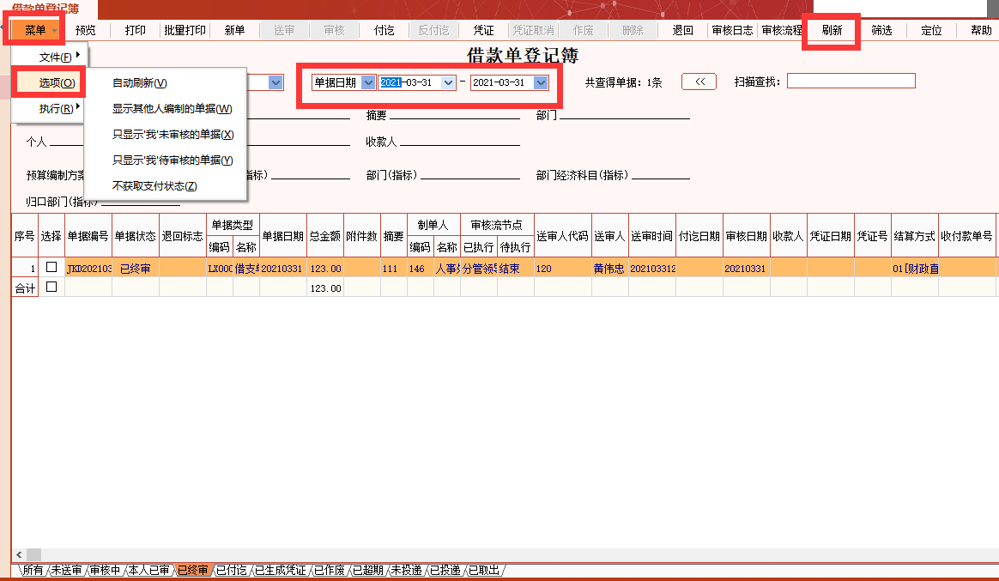 借款单登记簿
菜单 预览 打印 批量打印 新单 送审 审核 付讫 反付讫 凭证 凭证取消 作废 删除 退回 审核日志 审核流程 刷新 筛选 定位 帮助
文件(F)
选项(O)
执行(R)
自动刷新(V)
显示其他人编制的单据(W)
只显示'我'未审核的单据(X)
只显示'我'待审核的单据(Y)
不获取支付状态(Z)
借款单登记簿
单据日期 2021-03-31 - 2021-03-31 共查得单据: 1条 << 扫描查找:
摘要 部门
个人 收款人
预算编制方案 指标) 部门(指标) 部门经济科目(指标)
归口部门(指标)
序号 选择 单据编号 单据状态 退回标志 单据类型 单据日期 总金额 附件数 摘要 制单人 审核流节点 送审人代码 送审人 送审时间 付讫日期 审核日期 收款人 凭证日期 凭证号 结算方式 收付款单号
编码 名称 编码 名称 已执行 待执行
1 JKD202103 已终审 LX000 借支单 20210331 123.00 111 146 人事处 分管领导 结束 120 黄伟忠 202103312 20210331 01[财政直
合计 123.00
所有 未送审 审核中 本人已审 已终审 已付讫 已生成凭证 已作废 已超期 未投递 已投递 已取出